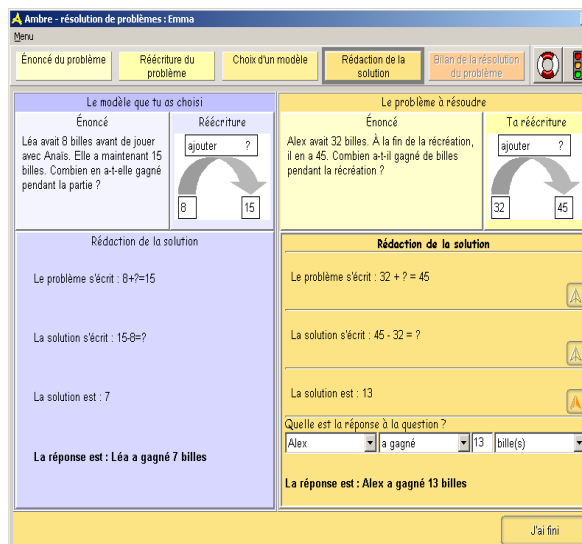 Ambre - résolution de problèmes : Emma
Menu
Énoncé du problème
Réécriture du
problème
Choix d'un modèle
Rédaction de la
solution
Bilan de la résolution
du problème
Le modèle que tu as choisi
Énoncé
Léa avait 8 billes avant de jouer
avec Anaïs. Elle a maintenant 15
billes. Combien en a-t-elle gagné
pendant la partie ?
Réécriture
ajouter ?
8 15
Le problème à résoudre
Énoncé
Alex avait 32 billes. À la fin de la récréation,
il en a 45. Combien a-t-il gagné de billes
pendant la récréation ?
Ta réécriture
ajouter ?
32 45
Rédaction de la solution
Le problème s'écrit : 8+?=15
La solution s'écrit : 15-8=?
La solution est : 7
La réponse est : Léa a gagné 7 billes
Rédaction de la solution
Le problème s'écrit : 32 + ? = 45
La solution s'écrit : 45 - 32 = ?
La solution est : 13
Quelle est la réponse à la question ?
Alex a gagné 13 bille(s)
La réponse est : Alex a gagné 13 billes
J'ai fini